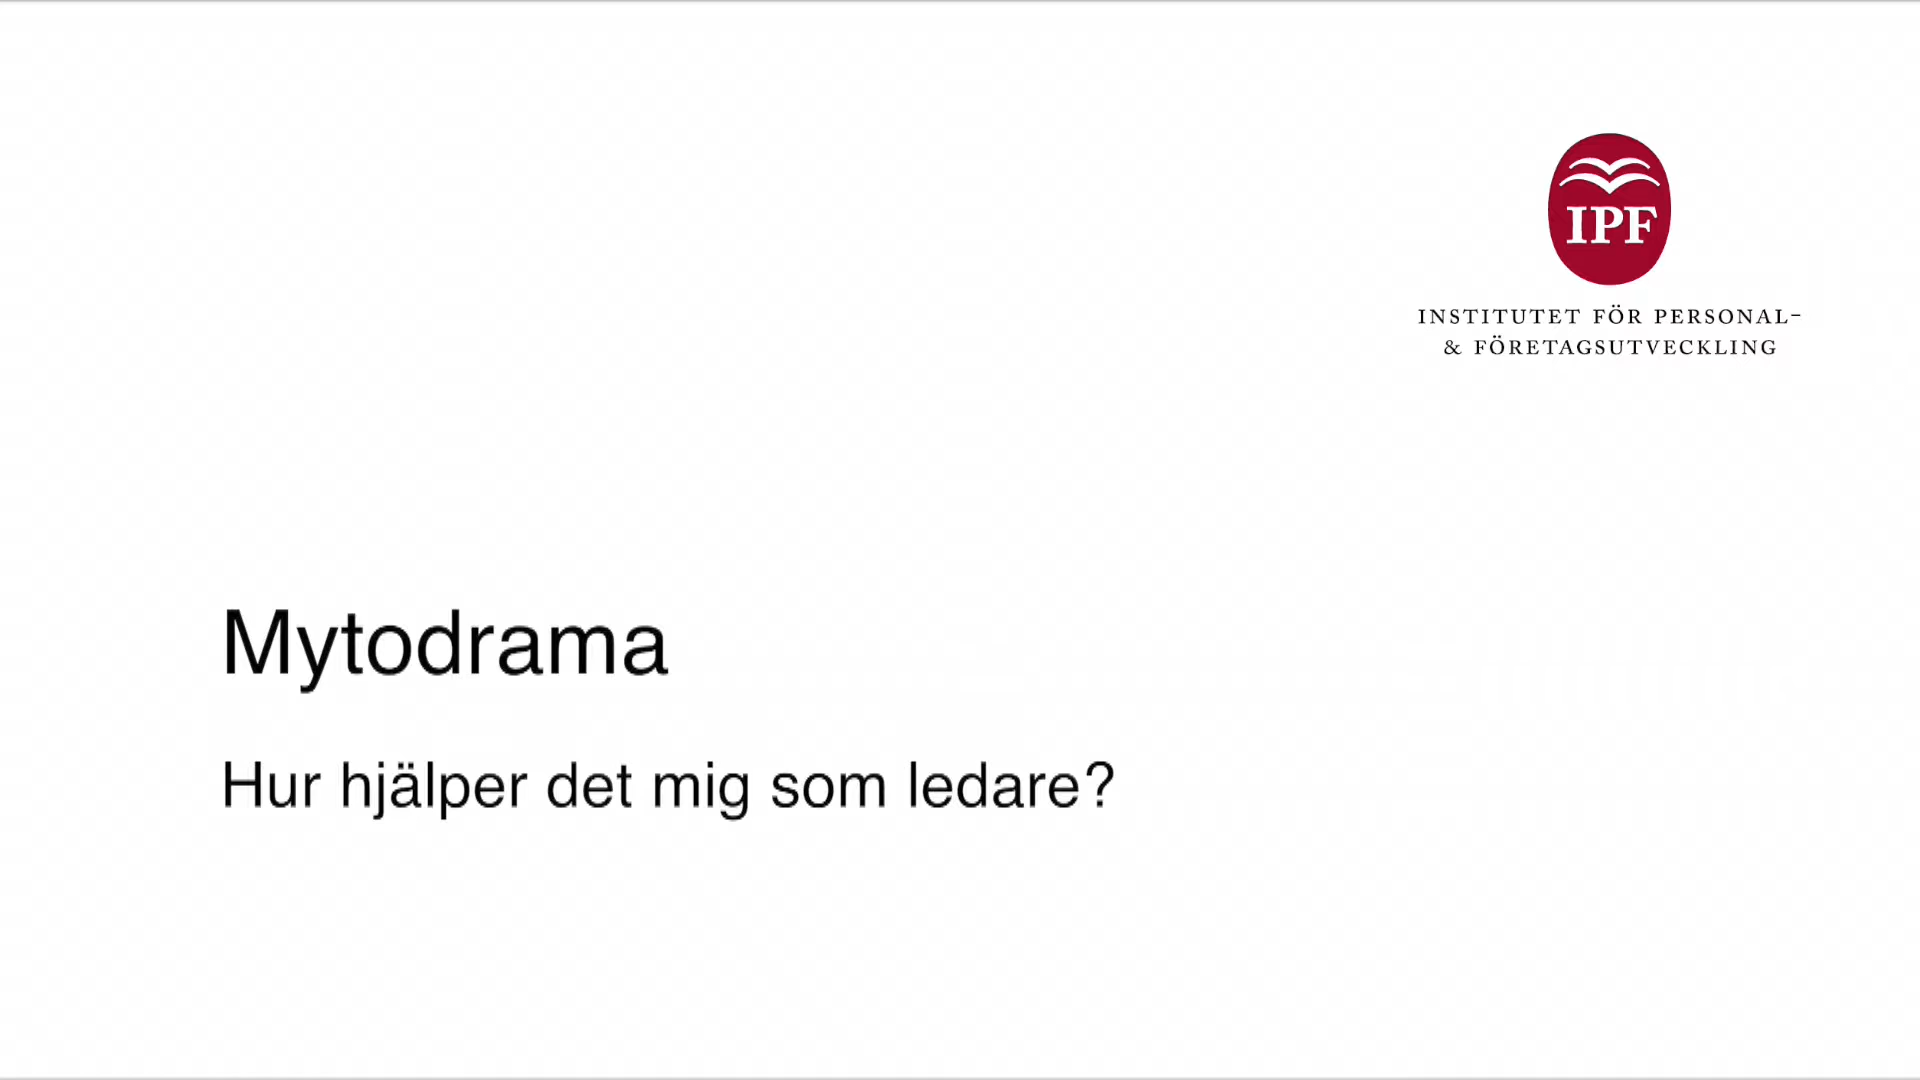 IPF
INSTITUTET FÖR PERSONAL-
& FÖRETAGSUTVECKLING
Mytodrama
Hur hjälper det mig som ledare?